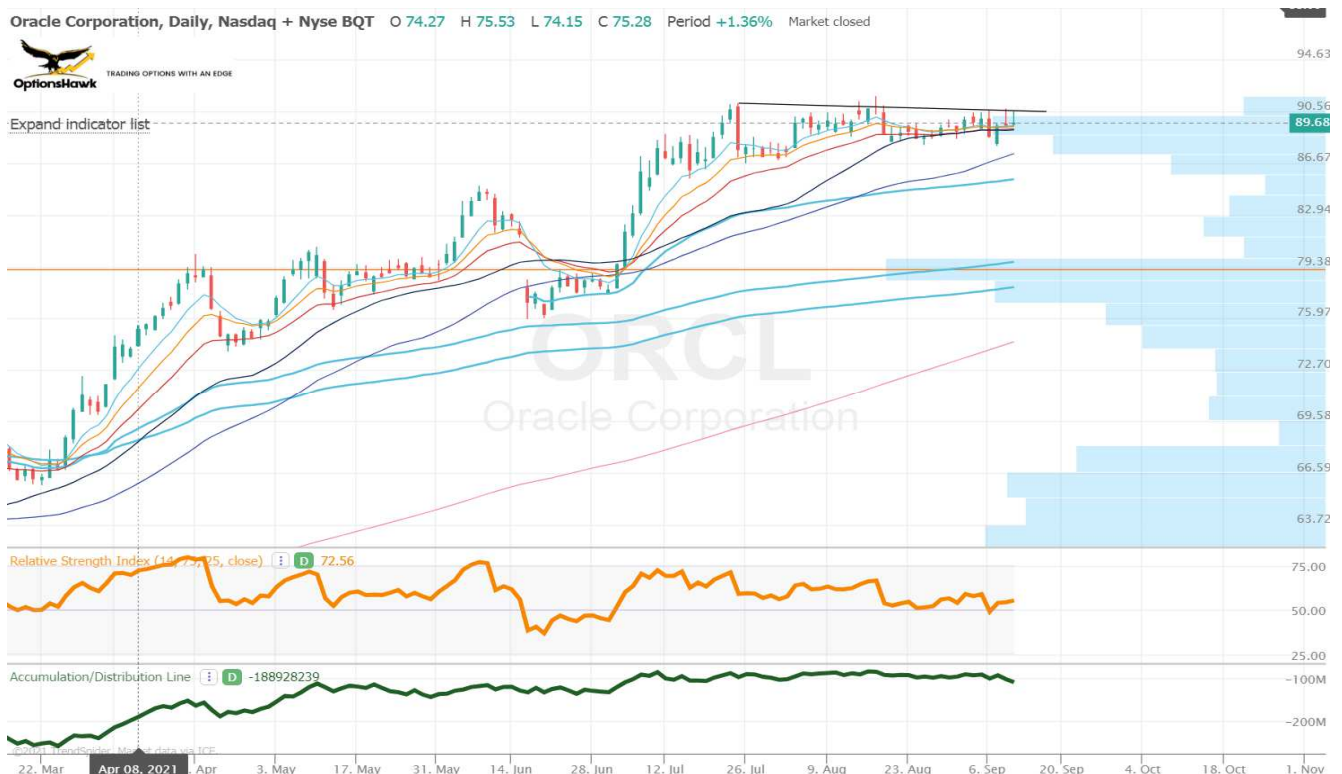 Oracle Corporation, Daily, Nasdaq + Nyse BQT O 74.27 H 75.53 L 74.15 C 75.28 Period +1.36% Market closed
OptionsHawk
TRADING OPTIONS WITH AN EDGE
Expand indicator list
94.63
90.56
89.68
86.67
82.94
79.38
75.97
72.70
69.58
66.59
63.72
ORCL
Oracle Corporation
Relative Strength Index (14, 75, 25, close) D 72.56
75.00
50.00
25.00
Accumulation/Distribution Line D -188928239
-100M
-200M
©2021 TrendSpider. Market data via ICE.
22. Mar Apr 08, 2021 . Apr 3. May 17. May 31. May 14. Jun 28. Jun 12. Jul 26. Jul 9. Aug 23. Aug 6. Sep 20. Sep 4. Oct 18. Oct 1. Nov